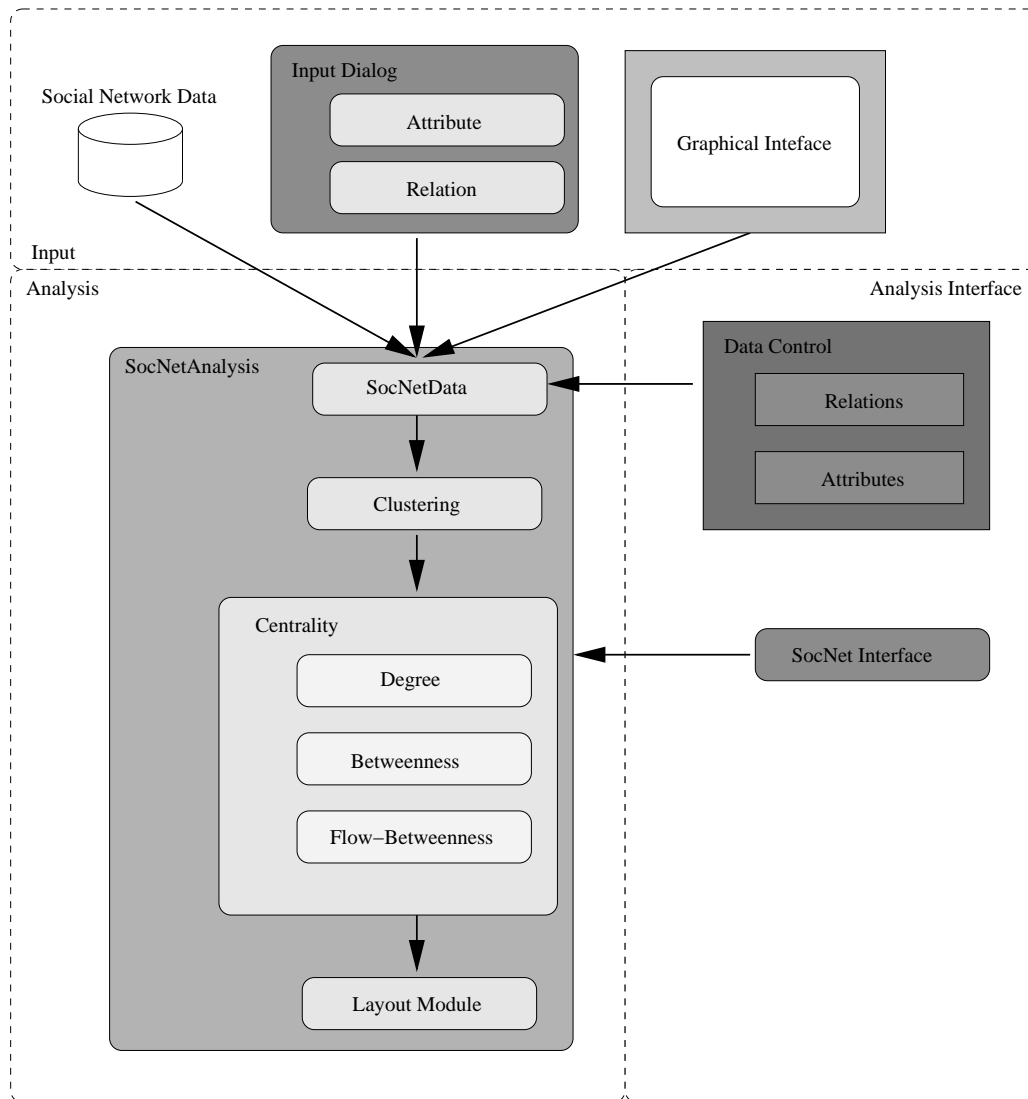 Input Dialog
Social Network Data
Attribute
Graphical Inteface
Relation
Input
Analysis
Analysis Interface
SocNetAnalysis
Data Control
SocNetData
Relations
Attributes
Clustering
Centrality
SocNet Interface
Degree
Betweenness
Flow−Betweenness
Layout Module